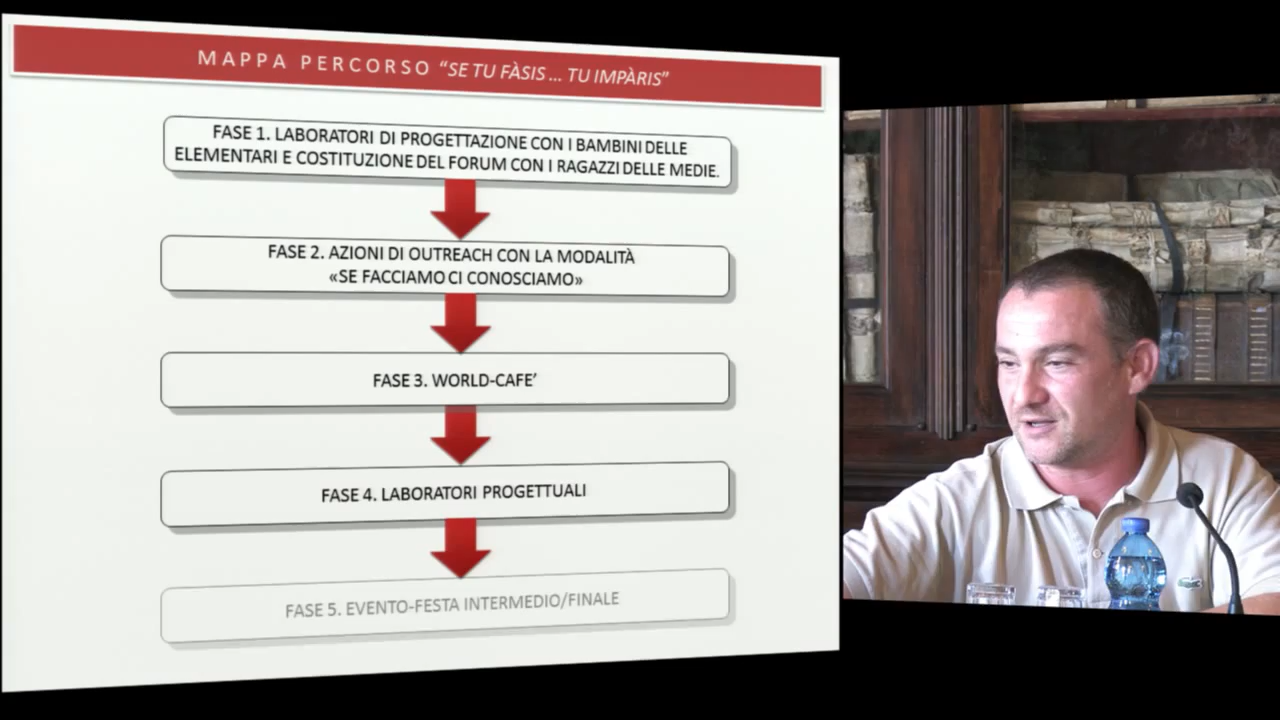 MAPPA PERCORSO “SE TU FÀSIS ... TU IMPÀRIS”
FASE 1. LABORATORI DI PROGETTAZIONE CON I BAMBINI DELLE
ELEMENTARI E COSTITUZIONE DEL FORUM CON I RAGAZZI DELLE MEDIE.
FASE 2. AZIONI DI OUTREACH CON LA MODALITÀ
«SE FACCIAMO CI CONOSCIAMO»
FASE 3. WORLD-CAFE’
FASE 4. LABORATORI PROGETTUALI
FASE 5. EVENTO-FESTA INTERMEDIO/FINALE